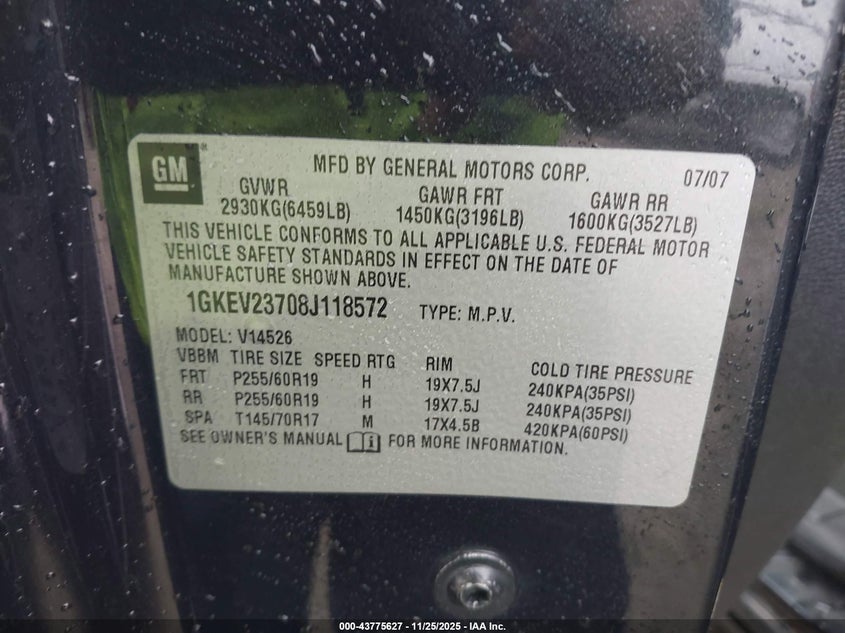 GM
MFD BY GENERAL MOTORS CORP. 07/07
GVWR GAWR FRT GAWR RR
2930KG(6459LB) 1450KG(3196LB) 1600KG(3527LB)
THIS VEHICLE CONFORMS TO ALL APPLICABLE U.S. FEDERAL MOTOR
VEHICLE SAFETY STANDARDS IN EFFECT ON THE DATE OF
MANUFACTURE SHOWN ABOVE.
1GKEV23708J118572 TYPE: M.P.V.
MODEL: V14526
VBBM TIRE SIZE SPEED RTG RIM COLD TIRE PRESSURE
FRT P255/60R19 H 19X7.5J 240KPA(35PSI)
RR P255/60R19 H 19X7.5J 240KPA(35PSI)
SPA T145/70R17 M 17X4.5B 420KPA(60PSI)
SEE OWNER'S MANUAL FOR MORE INFORMATION.
000-43775627 - 11/25/2025 - IAA Inc.